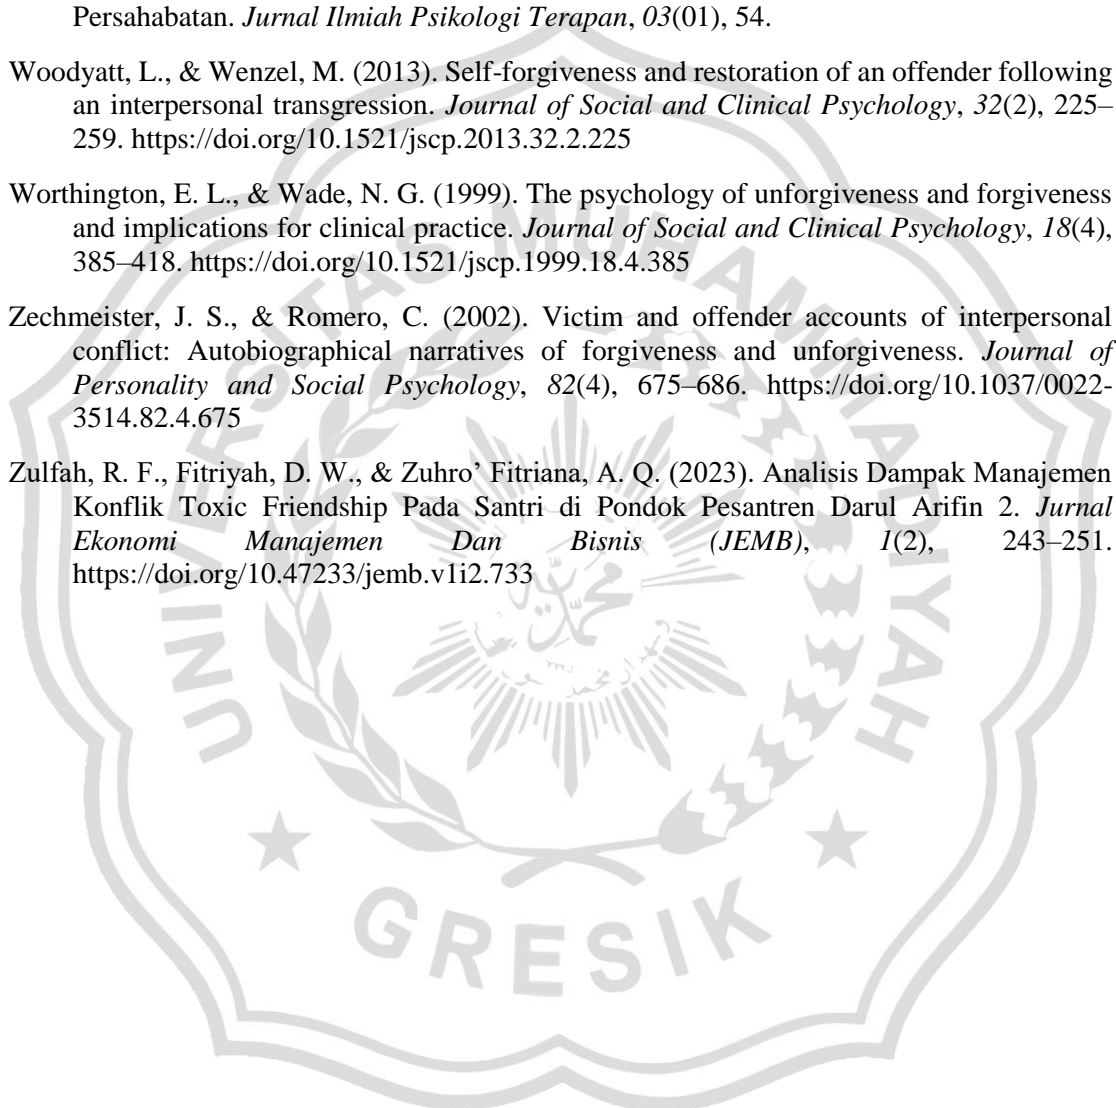 Persahabatan. Jurnal Ilmiah Psikologi Terapan, 03(01), 54.
Woodyatt, L., & Wenzel, M. (2013). Self-forgiveness and restoration of an offender following
an interpersonal transgression. Journal of Social and Clinical Psychology, 32(2), 225–
259. https://doi.org/10.1521/jscp.2013.32.2.225
Worthington, E. L., & Wade, N. G. (1999). The psychology of unforgiveness and forgiveness
and implications for clinical practice. Journal of Social and Clinical Psychology, 18(4),
385–418. https://doi.org/10.1521/jscp.1999.18.4.385
Zechmeister, J. S., & Romero, C. (2002). Victim and offender accounts of interpersonal
conflict: Autobiographical narratives of forgiveness and unforgiveness. Journal of
Personality and Social Psychology, 82(4), 675–686. https://doi.org/10.1037/0022-
3514.82.4.675
Zulfah, R. F., Fitriyah, D. W., & Zuhro’ Fitriana, A. Q. (2023). Analisis Dampak Manajemen
Konflik Toxic Friendship Pada Santri di Pondok Pesantren Darul Arifin 2. Jurnal
Ekonomi Manajemen Dan Bisnis (JEMB), 1(2), 243–251.
https://doi.org/10.47233/jemb.v1i2.733
UNIVERSITAS MUHAMMADIYAH
GRESIK